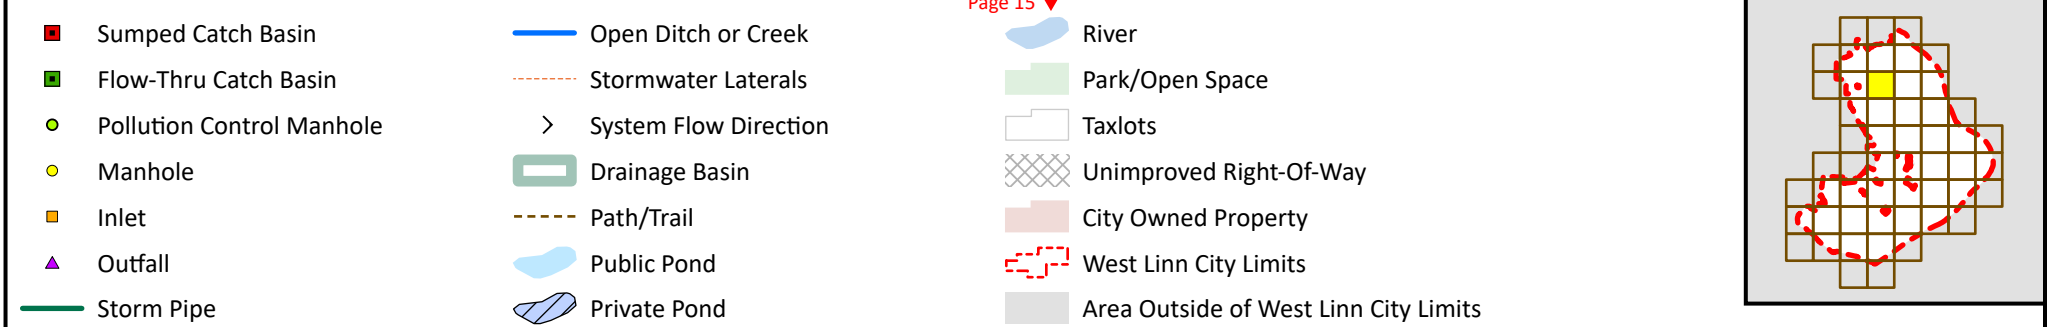 Page 15
Sumped Catch Basin
Flow-Thru Catch Basin
Pollution Control Manhole
Manhole
Inlet
Outfall
Storm Pipe
Open Ditch or Creek
Stormwater Laterals
System Flow Direction
Drainage Basin
Path/Trail
Public Pond
Private Pond
River
Park/Open Space
Taxlots
Unimproved Right-Of-Way
City Owned Property
West Linn City Limits
Area Outside of West Linn City Limits